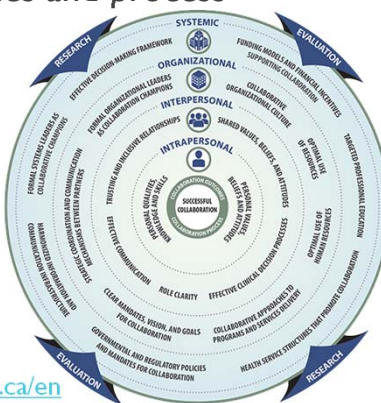 SYSTEMIC
RESEARCH
EVALUATION
EFFECTIVE DECISION-MAKING FRAMEWORK
FUNDING MODELS AND FINANCIAL INCENTIVES
SUPPORTING COLLABORATION
ORGANIZATIONAL
FORMAL ORGANIZATIONAL LEADERS
AS COLLABORATION CHAMPIONS
COLLABORATIVE
ORGANIZATIONAL CULTURE
INTERPERSONAL
TRUSTING AND INCLUSIVE RELATIONSHIPS
SHARED VALUES, BELIEFS, AND ATTITUDES
INTRAPERSONAL
FORMAL SYSTEMS LEADERS AS
COLLABORATIVE CHAMPIONS
OPTIMAL USE
OF RESOURCES
TARGETED PROFESSIONAL EDUCATION
PERSONAL QUALITIES,
KNOWLEDGE AND SKILLS
COLLABORATION OUTCOMES
SUCCESSFUL
COLLABORATION
COLLABORATION PROCESS
PERSONAL VALUES,
BELIEFS AND ATTITUDES
STRATEGIC COORDINATION AND COMMUNICATION
MECHANISMS BETWEEN PARTNERS
HARMONIZED INFORMATION AND
COMMUNICATION INFRASTRUCTURE
OPTIMAL USE OF
HUMAN RESOURCES
EFFECTIVE COMMUNICATION
ROLE CLARITY
EFFECTIVE CLINICAL DECISION PROCESSES
CLEAR MANDATES, VISION, AND GOALS
FOR COLLABORATION
COLLABORATIVE APPROACHES TO
PROGRAMS AND SERVICES DELIVERY
GOVERNMENTAL AND REGULATORY POLICIES
AND MANDATES FOR COLLABORATION
HEALTH SERVICE STRUCTURES THAT PROMOTE COLLABORATION
EVALUATION
RESEARCH
.ca/en